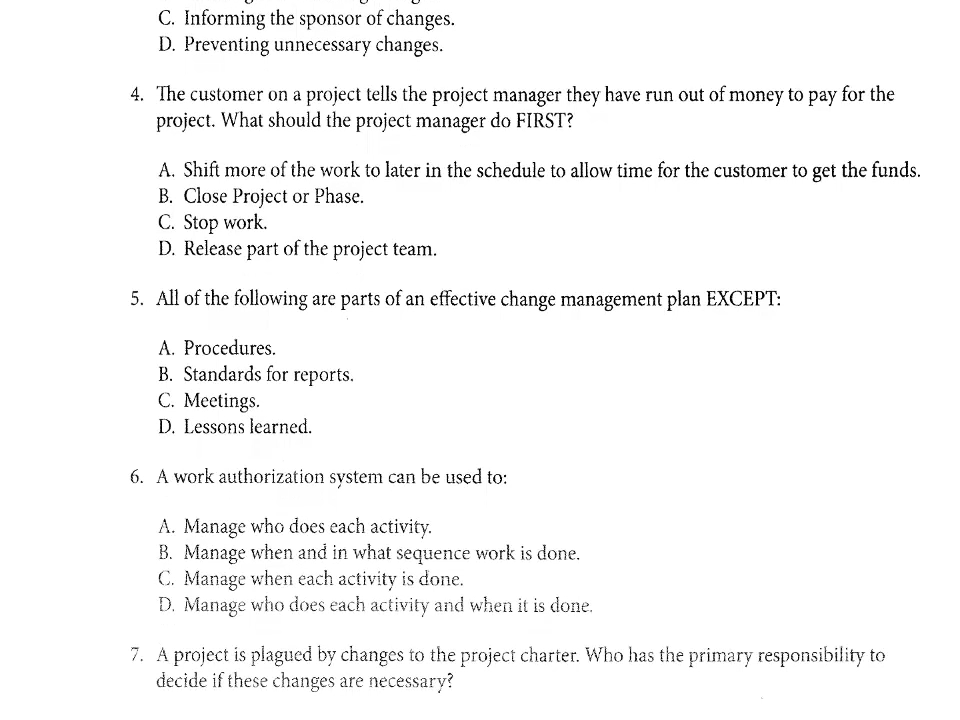 C. Informing the sponsor of changes.
D. Preventing unnecessary changes.
4. The customer on a project tells the project manager they have run out of money to pay for the
project. What should the project manager do FIRST?
A. Shift more of the work to later in the schedule to allow time for the customer to get the funds.
B. Close Project or Phase.
C. Stop work.
D. Release part of the project team.
5. All of the following are parts of an effective change management plan EXCEPT:
A. Procedures.
B. Standards for reports.
C. Meetings.
D. Lessons learned.
6. A work authorization system can be used to:
A. Manage who does each activity.
B. Manage when and in what sequence work is done.
C. Manage when each activity is done.
D. Manage who does each activity and when it is done.
7. A project is plagued by changes to the project charter. Who has the primary responsibility to
decide if these changes are necessary?